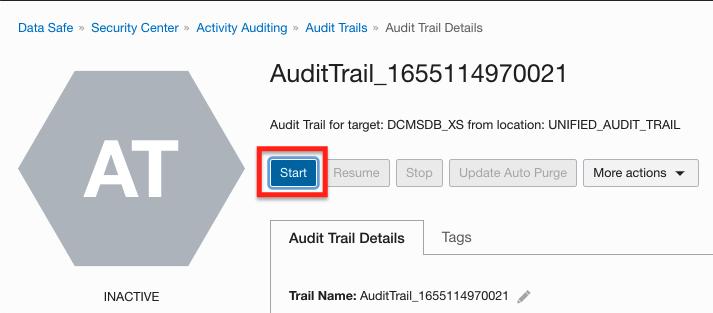 Data Safe » Security Center » Activity Auditing » Audit Trails » Audit Trail Details
AuditTrail_1655114970021
Audit Trail for target: DCMSDB_XS from location: UNIFIED_AUDIT_TRAIL
AT
Start Resume Stop Update Auto Purge More actions
Audit Trail Details Tags
INACTIVE
Trail Name: AuditTrail_1655114970021